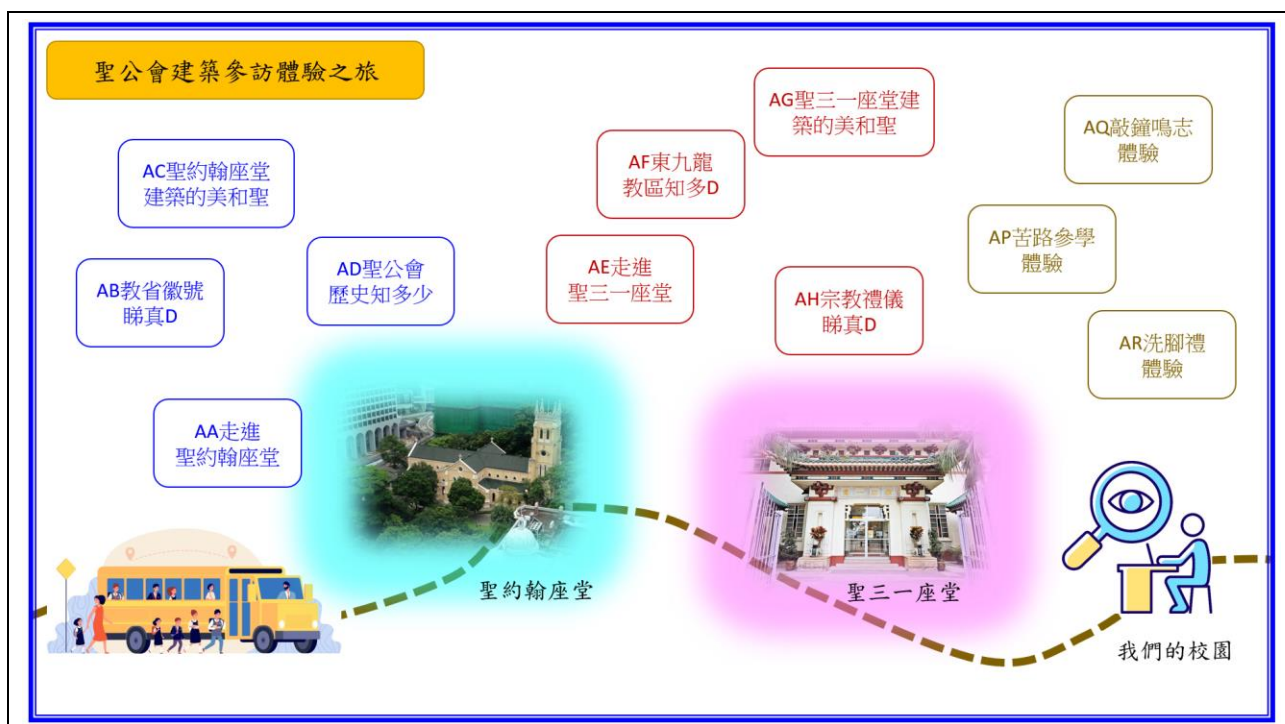 聖公會建築參訪體驗之旅
AC聖約翰座堂
建築的美和聖
AB教省徽號
睇真D
AD聖公會
歷史知多少
AA走進
聖約翰座堂
AG聖三一座堂建
築的美和聖
AF東九龍
教區知多D
AE走進
聖三一座堂
AH宗教禮儀
睇真D
AQ敲鐘鳴志
體驗
AP苦路參學
體驗
AR洗腳禮
體驗
聖約翰座堂
聖三一座堂
我們的校園